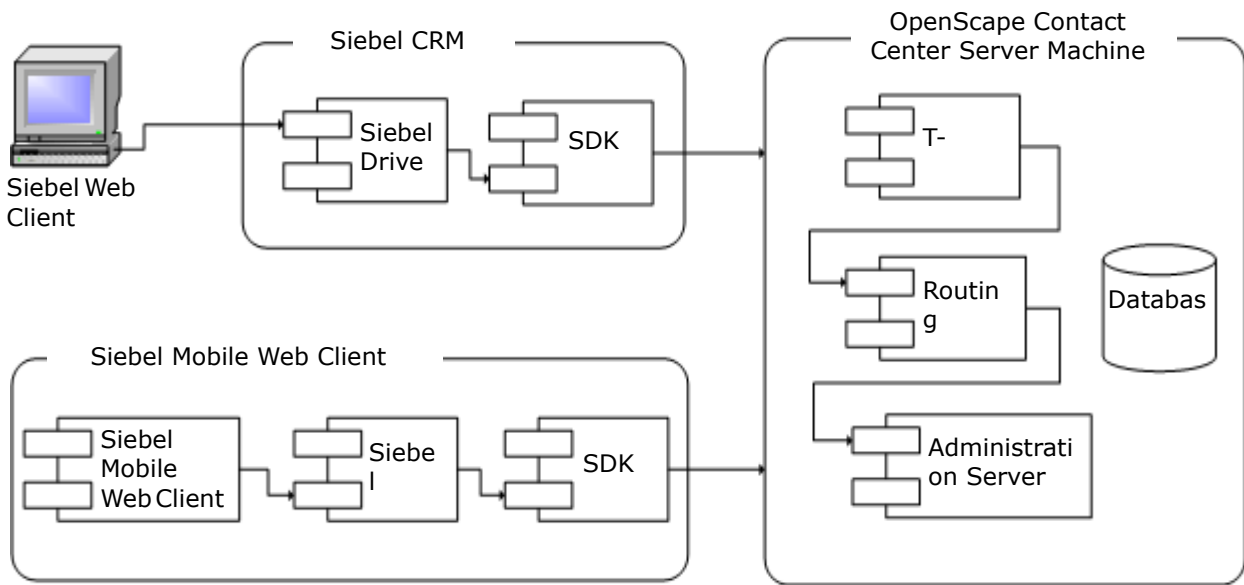 Siebel CRM
OpenScape Contact
Center Server Machine
Siebel
Drive
SDK
T-
Siebel Web
Client
Routin
g
Databas
Siebel Mobile Web Client
Siebel
Mobile
Web Client
Siebe
l
SDK
Administrati
on Server